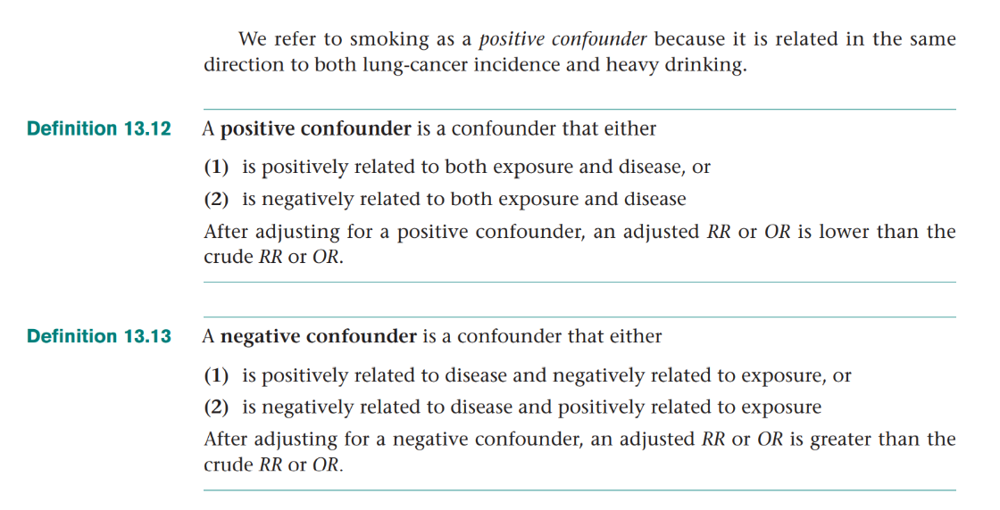 We refer to smoking as a positive confounder because it is related in the same
direction to both lung-cancer incidence and heavy drinking.
Definition 13.12 A positive confounder is a confounder that either
(1) is positively related to both exposure and disease, or
(2) is negatively related to both exposure and disease
After adjusting for a positive confounder, an adjusted RR or OR is lower than the
crude RR or OR.
Definition 13.13 A negative confounder is a confounder that either
(1) is positively related to disease and negatively related to exposure, or
(2) is negatively related to disease and positively related to exposure
After adjusting for a negative confounder, an adjusted RR or OR is greater than the
crude RR or OR.